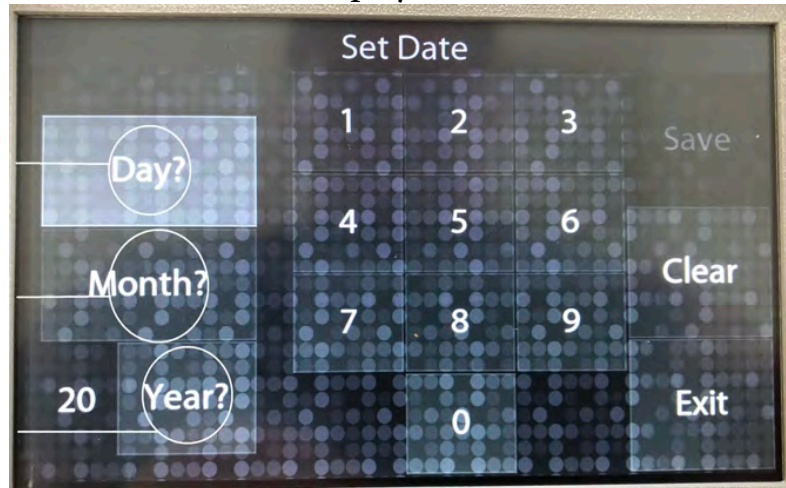 Set Date
1 2 3
Save
Day?
4 5 6
Month?
Clear
7 8 9
20 Year?
0
Exit